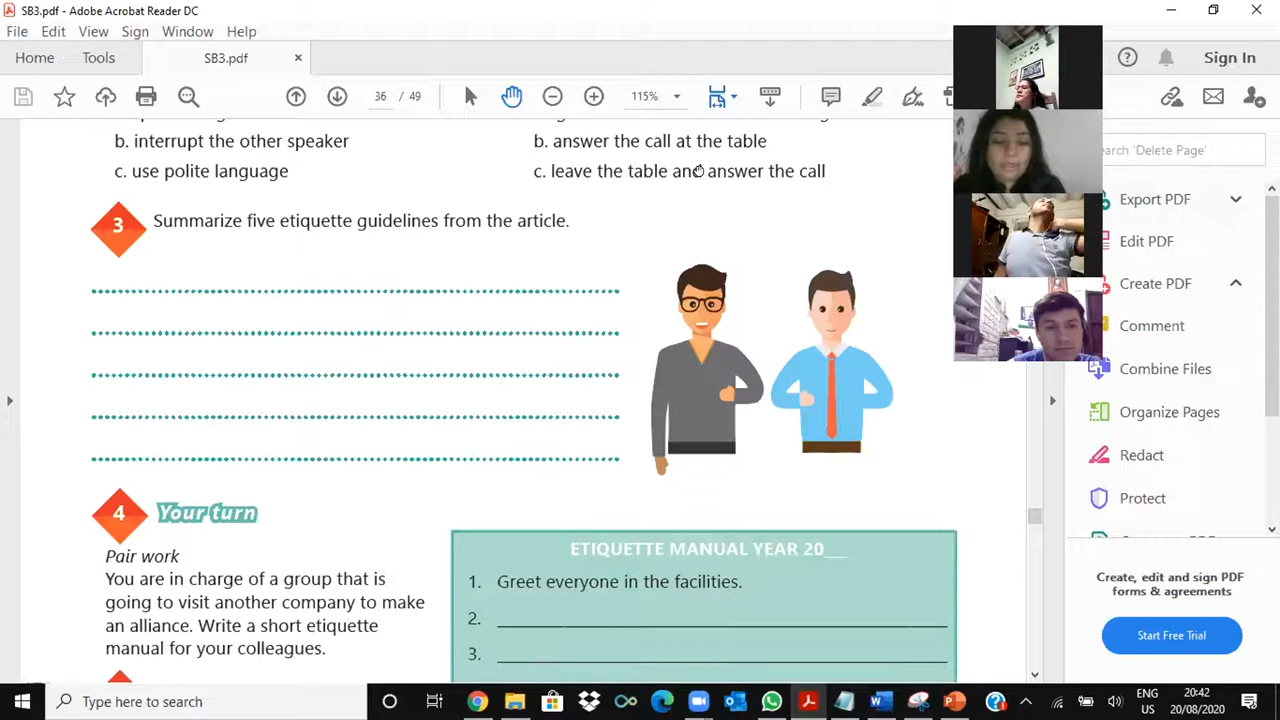 SB3.pdf - Adobe Acrobat Reader DC
File Edit View Sign Window Help
Home Tools SB3.pdf × Sign In
36 / 49 115%
b. interrupt the other speaker
c. use polite language
b. answer the call at the table
c. leave the table and answer the call
3 Summarize five etiquette guidelines from the article.
4 Your turn
Pair work
You are in charge of a group that is
going to visit another company to make
an alliance. Write a short etiquette
manual for your colleagues.
ETIQUETTE MANUAL YEAR 20__
1. Greet everyone in the facilities.
2.
3.
Search 'Delete Page'
Export PDF
Edit PDF
Create PDF
Comment
Combine Files
Organize Pages
Redact
Protect
Create, edit and sign PDF
forms & agreements
Start Free Trial
Type here to search
ENG
US
20:42
20/08/2020